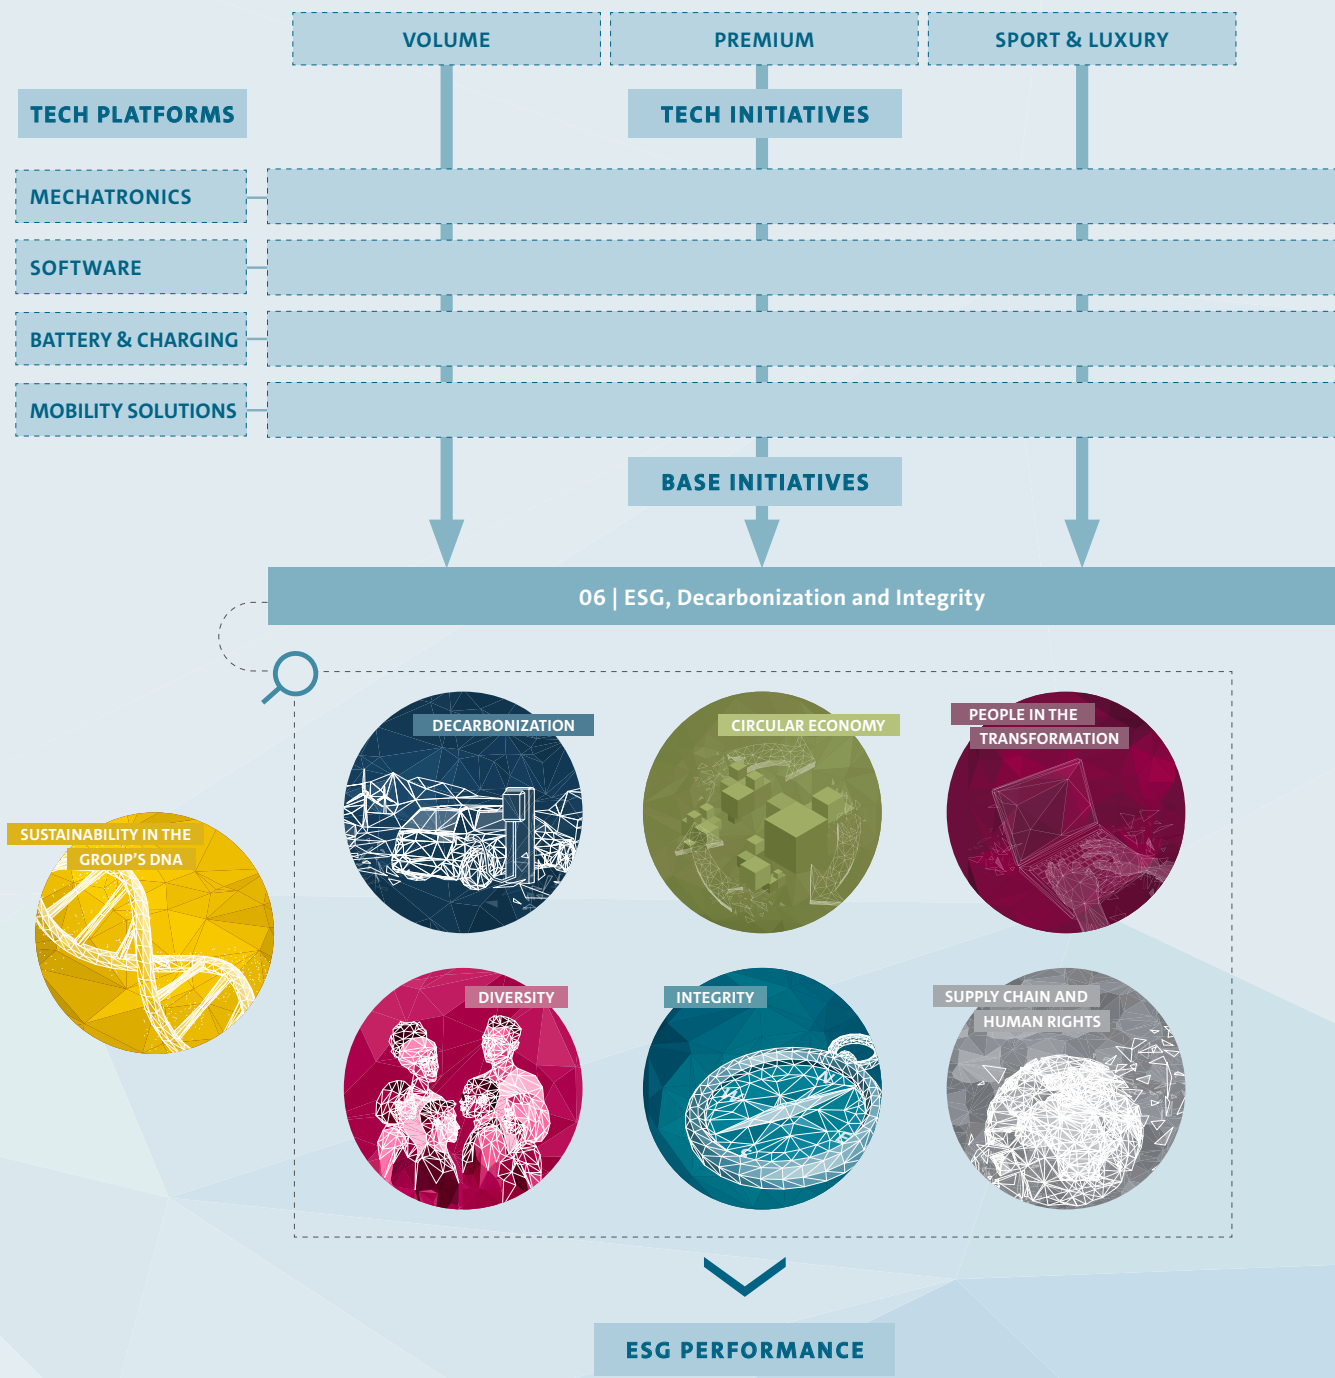 VOLUME
PREMIUM
SPORT & LUXURY
TECH PLATFORMS
TECH INITIATIVES
MECHATRONICS
SOFTWARE
BATTERY & CHARGING
MOBILITY SOLUTIONS
BASE INITIATIVES
06 | ESG, Decarbonization and Integrity
DECARBONIZATION
CIRCULAR ECONOMY
PEOPLE IN THE
TRANSFORMATION
SUSTAINABILITY IN THE
GROUP'S DNA
DIVERSITY
INTEGRITY
SUPPLY CHAIN AND
HUMAN RIGHTS
ESG PERFORMANCE